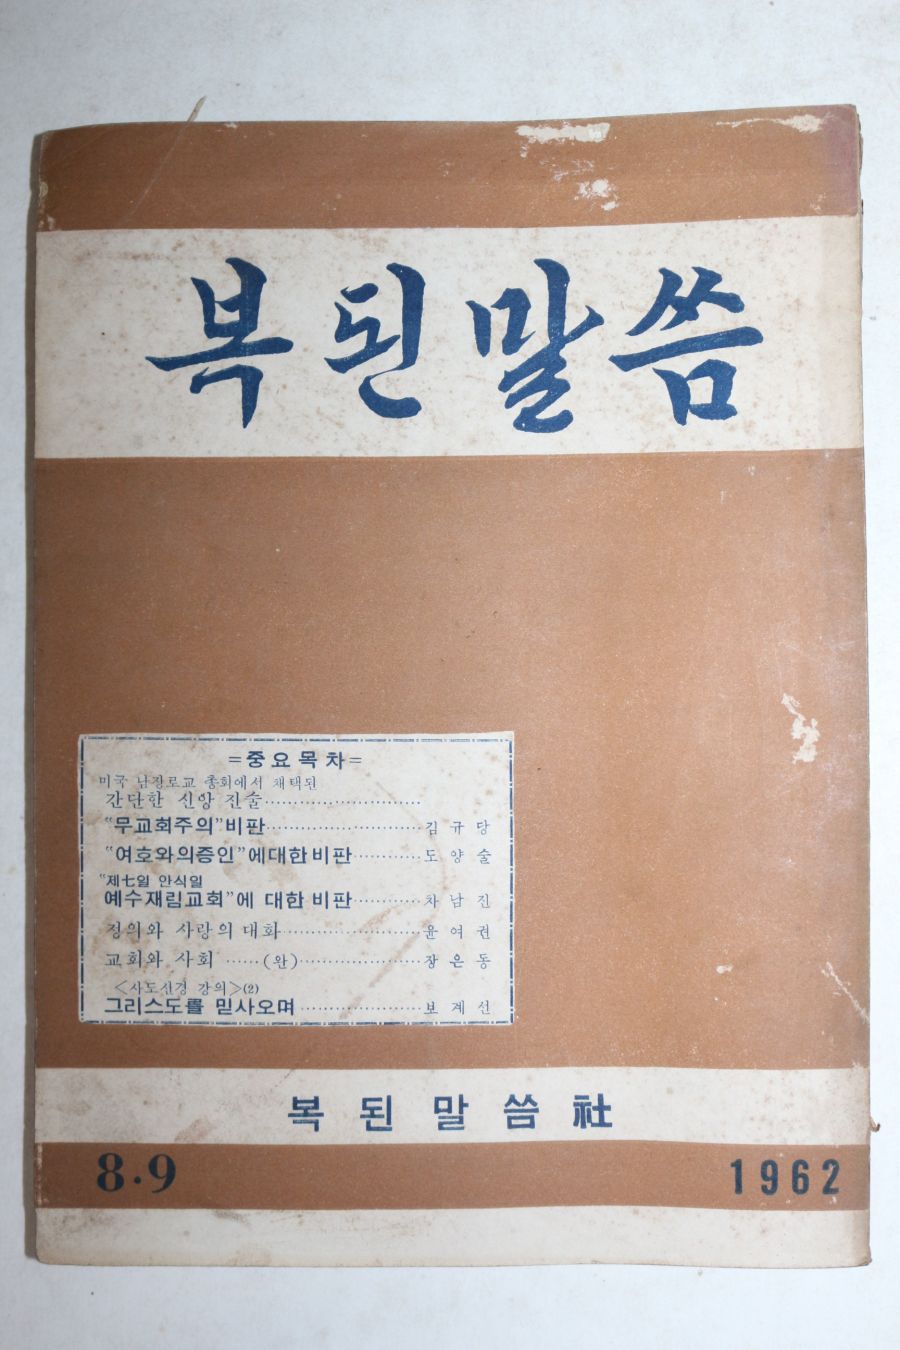 복된말씀
=중요목차=
미국 남장로교 총회에서 채택된
간단한 신앙 진술……………………
“무교회주의”비판……………………김규당
“여호와의증인”에대한비판…………도양술
“제七일 안식일
예수재림교회”에 대한 비판…………차남진
정의와 사랑의 대화……………………윤여권
교회와 사회 ……(완)…………………장은동
<사도신경 강의>(2)
그리스도를 믿사오며…………………보계선
복된말씀社
8·9
1962